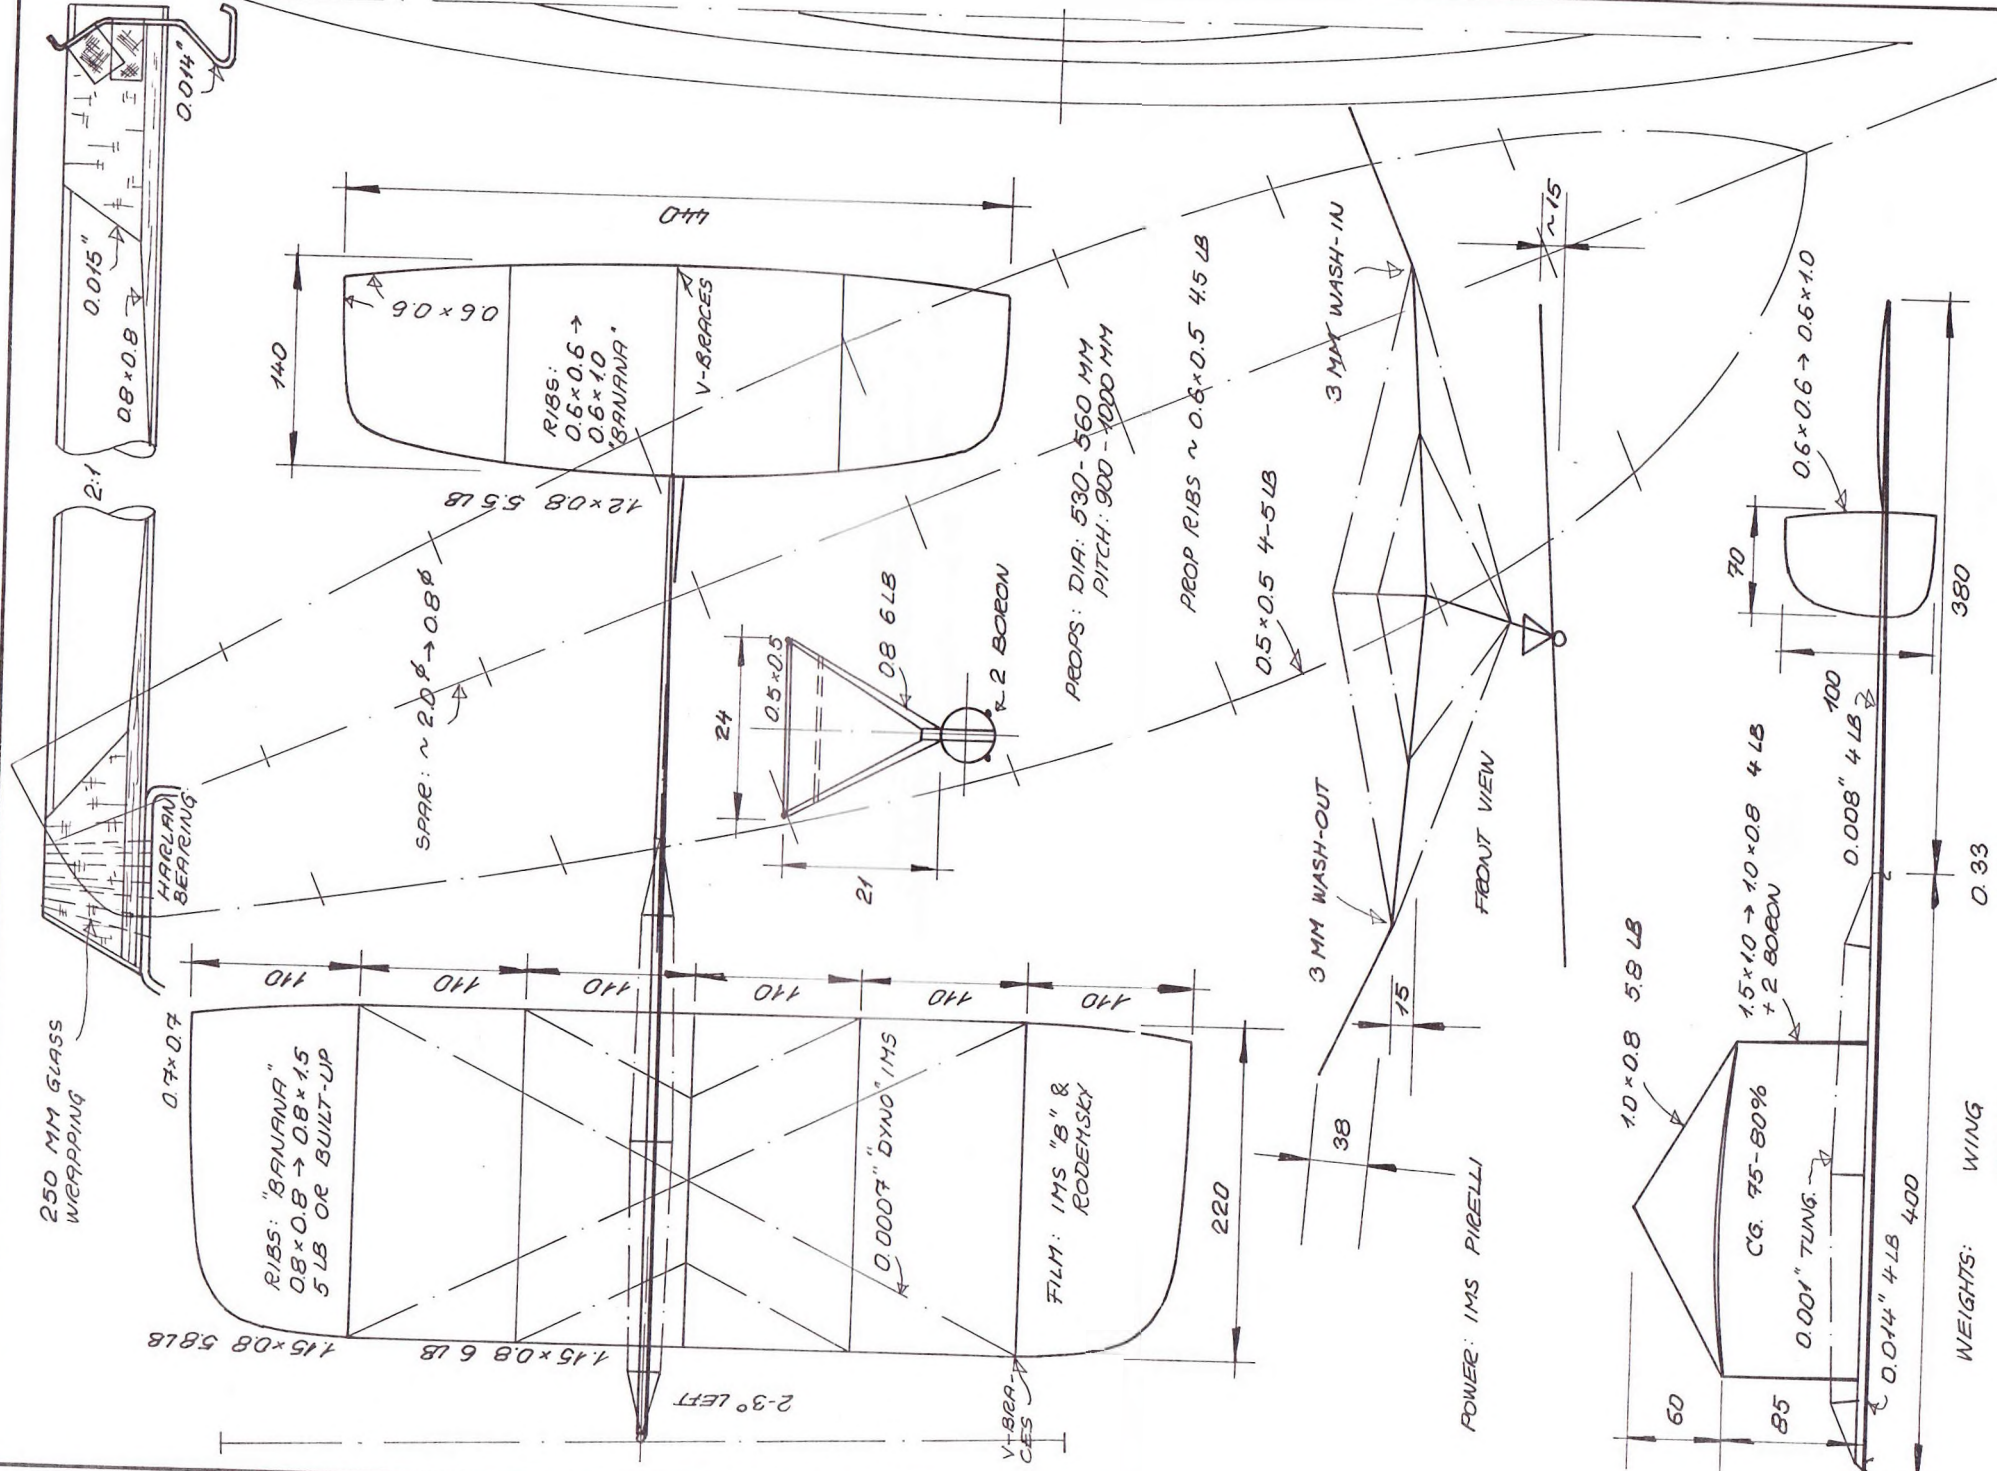 0.014"
0.015"
0.8×0.8
2:1
HARLAN
BEARING
250 MM GLASS
WRAPPING
440
140
0.6×0.6
RIBS:
0.6×0.6→
0.6×1.0
"BANANA"
V-BRACES
1.2×0.8 5.5 LB
SPAR: ~2.0⌀→0.8⌀
24
0.5×0.5
0.8 6 LB
2 BORON
21
PROPS: DIA: 530-560 MM
PITCH: 900-1000 MM
PROP RIBS ~ 0.6×0.5 4.5 LB
0.5×0.5 4-5 LB
0.7×0.7
110
110
110
110
110
110
RIBS: "BANANA"
0.8×0.8→0.8×1.5
5 LB OR BUILT-UP
0.0007" DYNO" IMS
FILM: IMS "B" &
RODEMSKY
1.15×0.8 5.8 LB
1.15×0.8 6 LB
2-3° LEFT
V-BRA-
CES
220
3 MM WASH-IN
~15
3 MM WASH-OUT
FRONT VIEW
15
38
POWER: IMS PIRELLI
0.6×0.6→0.6×1.0
70
100
380
0.008" 4 LB
1.5×1.0→1.0×0.8 4 LB
+ 2 BORON
1.0×0.8 5.8 LB
CG. 75-80%
0.001" TUNG.
0.014" 4 LB
400
60
85
WEIGHTS: WING 0.33